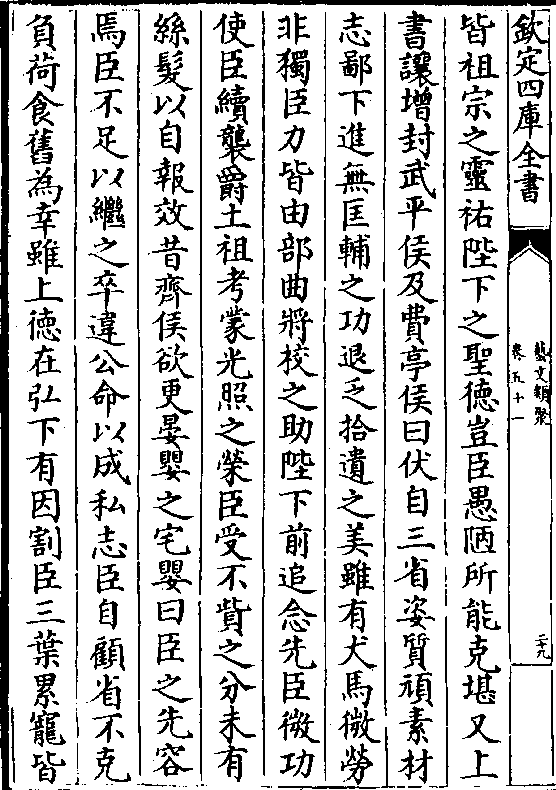 欽定四庫全書
藝文類聚
卷五十一
二十九
皆祖宗之靈祐陛下之聖德豈臣愚陋所能克堪又上
書讓增封武平侯及費亭侯曰伏自三省姿質頑素材
志鄙下進無匡輔之功退乏拾遺之美雖有犬馬微勞
非獨臣力皆由部曲將校之助陛下前追念先臣微功
使臣續襲爵土祖考蒙光照之榮臣受不貲之分未有
絲髮以自報效昔齊侯欲更晏嬰之宅嬰曰臣之先容
焉臣不足以繼之卒違公命以成私志臣自顧省不克
負荷食舊為幸雖上德在弘下有因割臣三葉累寵皆